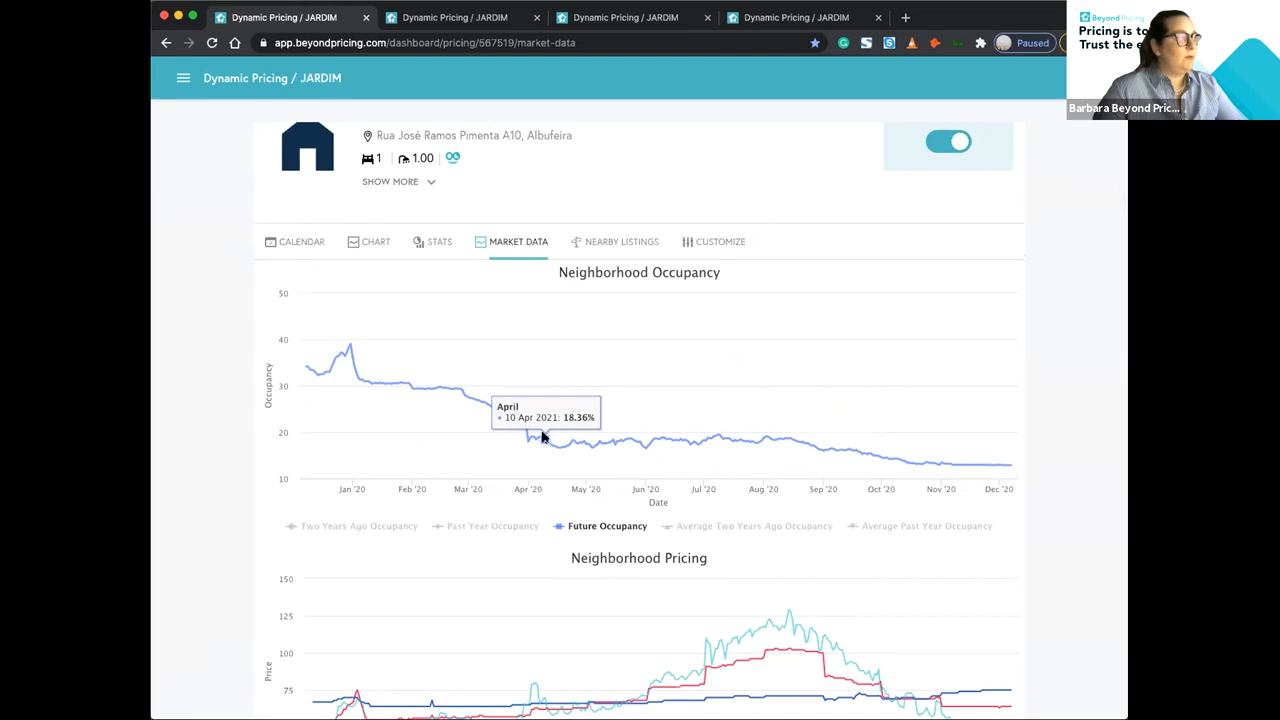 Dynamic Pricing / JARDIM
Dynamic Pricing / JARDIM
Dynamic Pricing / JARDIM
Dynamic Pricing / JARDIM
app.beyondpricing.com/dashboard/pricing/567519/market-data
Paused
Beyond Pricing
Pricing is to
Trust the e
Barbara Beyond Pric...
Dynamic Pricing / JARDIM
Rua José Ramos Pimenta A10, Albufeira
1 1.00
SHOW MORE
CALENDAR CHART STATS MARKET DATA NEARBY LISTINGS CUSTOMIZE
Neighborhood Occupancy
50
40
30
20
10
Occupancy
April
10 Apr 2021: 18.36%
Jan '20 Feb '20 Mar '20 Apr '20 May '20 Jun '20 Jul '20 Aug '20 Sep '20 Oct '20 Nov '20 Dec '20
Date
Two Years Ago Occupancy Past Year Occupancy Future Occupancy Average Two Years Ago Occupancy Average Past Year Occupancy
Neighborhood Pricing
150
125
100
75
Price